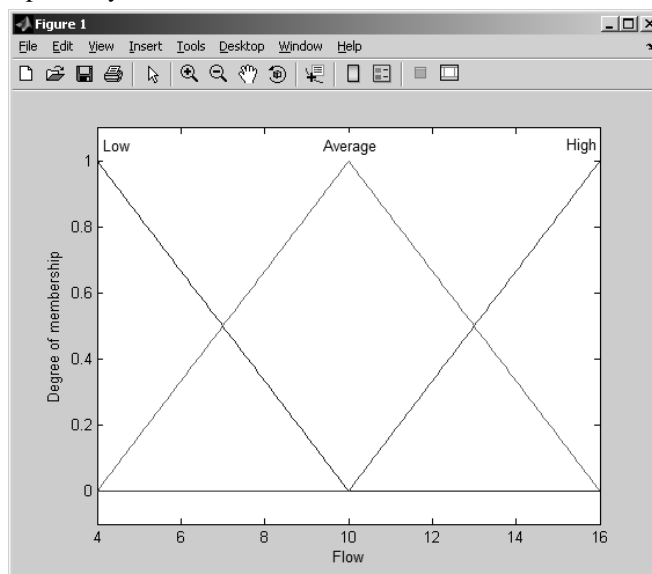 Figure 1
File Edit View Insert Tools Desktop Window Help
Low Average High
1
0.8
0.6
0.4
0.2
0
Degree of membership
4 6 8 10 12 14 16
Flow